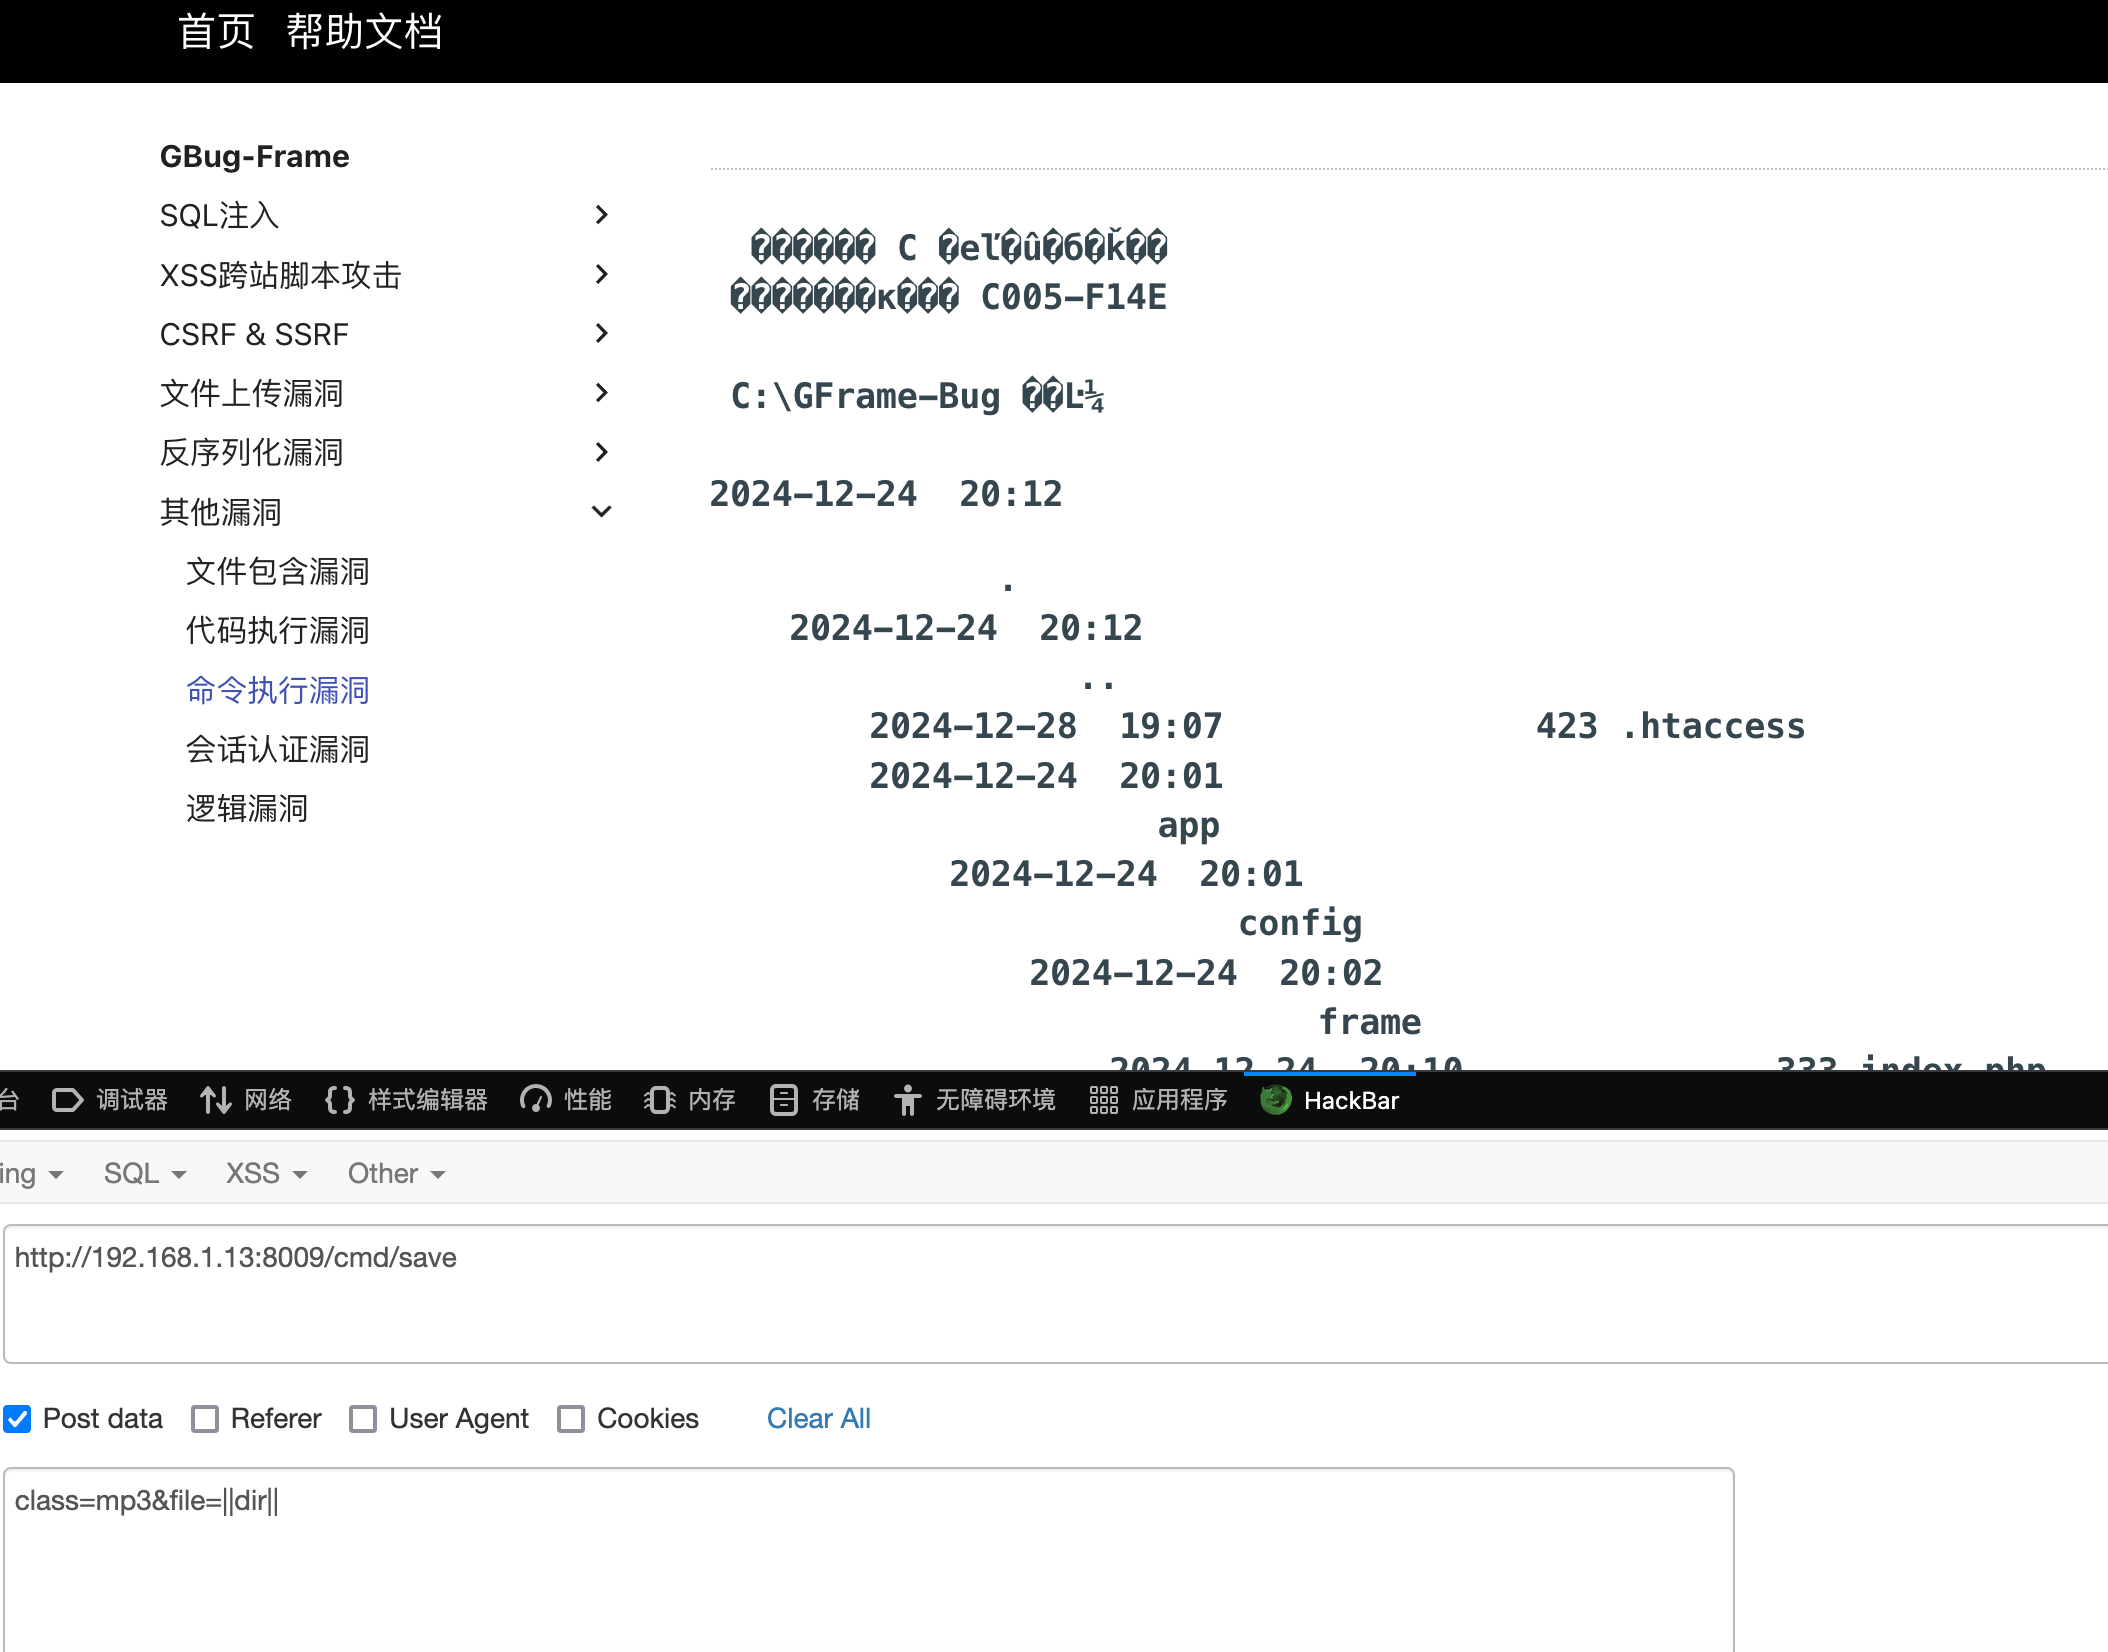 首页 帮助文档
GBug-Frame
SQL注入
XSS跨站脚本攻击
CSRF & SSRF
文件上传漏洞
反序列化漏洞
其他漏洞
文件包含漏洞
代码执行漏洞
命令执行漏洞
会话认证漏洞
逻辑漏洞
������ C �eľ�û�б�ǩ��
�������к��� C005-F14E
C:\GFrame-Bug ��Ŀ¼
2024-12-24 20:12
.
2024-12-24 20:12
..
2024-12-28 19:07 423 .htaccess
2024-12-24 20:01
app
2024-12-24 20:01
config
2024-12-24 20:02
frame
2024-12-24 20:10 333 index.php
台 调试器 网络 样式编辑器 性能 内存 存储 无障碍环境 应用程序 HackBar
ing SQL XSS Other
http://192.168.1.13:8009/cmd/save
Post data Referer User Agent Cookies Clear All
class=mp3&file=||dir||